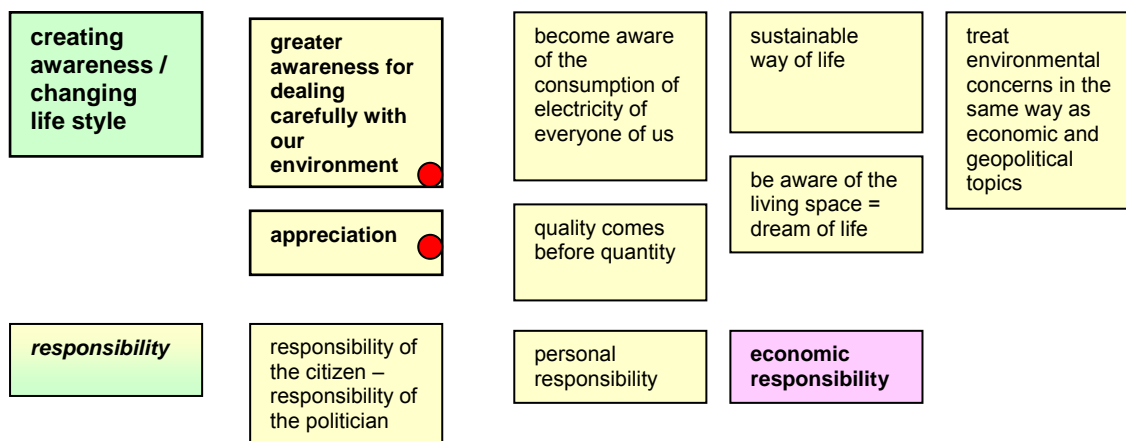 creating
awareness /
changing
life style
greater
awareness for
dealing
carefully with
our
environment
appreciation
become aware
of the
consumption of
electricity of
everyone of us
quality comes
before quantity
sustainable
way of life
be aware of the
living space =
dream of life
treat
environmental
concerns in the
same way as
economic and
geopolitical
topics
responsibility
responsibility of
the citizen –
responsibility of
the politician
personal
responsibility
economic
responsibility